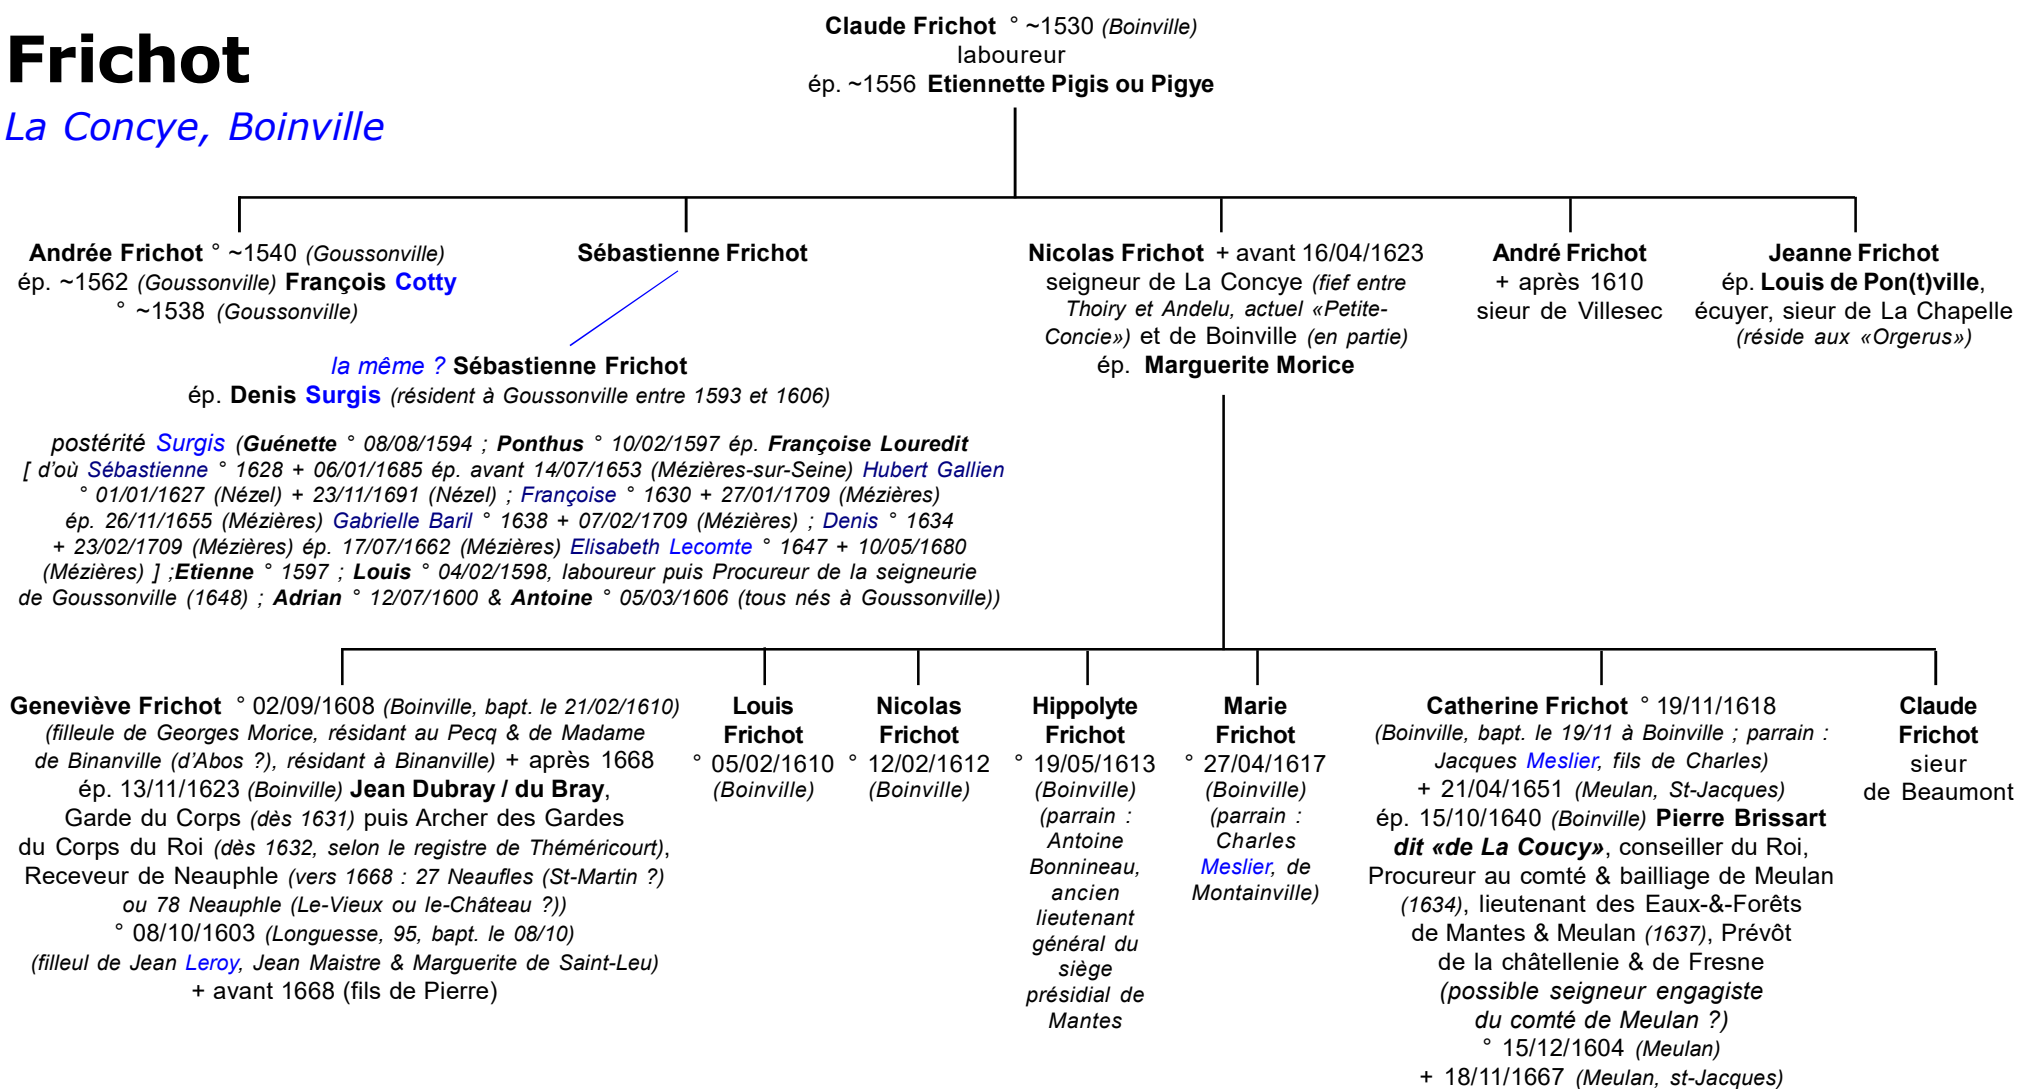 Frichot
La Concye, Boinville
Claude Frichot ° ~1530 (Boinville)
laboureur
ép. ~1556 Etiennette Pigis ou Pigye
Andrée Frichot ° ~1540 (Goussonville)
ép. ~1562 (Goussonville) François Cotty
° ~1538 (Goussonville)
Sébastienne Frichot
la même ? Sébastienne Frichot
ép. Denis Surgis (résident à Goussonville entre 1593 et 1606)
postérité Surgis (Guénette ° 08/08/1594 ; Ponthus ° 10/02/1597 ép. Françoise Louredit
[ d'où Sébastienne ° 1628 + 06/01/1685 ép. avant 14/07/1653 (Mézières-sur-Seine) Hubert Gallien
° 01/01/1627 (Nézel) + 23/11/1691 (Nézel) ; Françoise ° 1630 + 27/01/1709 (Mézières)
ép. 26/11/1655 (Mézières) Gabrielle Baril ° 1638 + 07/02/1709 (Mézières) ; Denis ° 1634
+ 23/02/1709 (Mézières) ép. 17/07/1662 (Mézières) Elisabeth Lecomte ° 1647 + 10/05/1680
(Mézières) ] ;Etienne ° 1597 ; Louis ° 04/02/1598, laboureur puis Procureur de la seigneurie
de Goussonville (1648) ; Adrian ° 12/07/1600 & Antoine ° 05/03/1606 (tous nés à Goussonville))
Nicolas Frichot + avant 16/04/1623
seigneur de La Concye (fief entre
Thoiry et Andelu, actuel «Petite-
Concie») et de Boinville (en partie)
ép. Marguerite Morice
André Frichot
+ après 1610
sieur de Villesec
Jeanne Frichot
ép. Louis de Pon(t)ville,
écuyer, sieur de La Chapelle
(réside aux «Orgerus»)
Geneviève Frichot ° 02/09/1608 (Boinville, bapt. le 21/02/1610)
(filleule de Georges Morice, résidant au Pecq & de Madame
de Binanville (d'Abos ?), résidant à Binanville) + après 1668
ép. 13/11/1623 (Boinville) Jean Dubray / du Bray,
Garde du Corps (dès 1631) puis Archer des Gardes
du Corps du Roi (dès 1632, selon le registre de Théméricourt),
Receveur de Neauphle (vers 1668 : 27 Neaufles (St-Martin ?)
ou 78 Neauphle (Le-Vieux ou le-Château ?))
° 08/10/1603 (Longuesse, 95, bapt. le 08/10)
(filleul de Jean Leroy, Jean Maistre & Marguerite de Saint-Leu)
+ avant 1668 (fils de Pierre)
Louis
Frichot
° 05/02/1610
(Boinville)
Nicolas
Frichot
° 12/02/1612
(Boinville)
Hippolyte
Frichot
° 19/05/1613
(Boinville)
(parrain :
Antoine
Bonnineau,
ancien
lieutenant
général du
siège
présidial de
Mantes
Marie
Frichot
° 27/04/1617
(Boinville)
(parrain :
Charles
Meslier, de
Montainville)
Catherine Frichot ° 19/11/1618
(Boinville, bapt. le 19/11 à Boinville ; parrain :
Jacques Meslier, fils de Charles)
+ 21/04/1651 (Meulan, St-Jacques)
ép. 15/10/1640 (Boinville) Pierre Brissart
dit «de La Coucy», conseiller du Roi,
Procureur au comté & bailliage de Meulan
(1634), lieutenant des Eaux-&-Forêts
de Mantes & Meulan (1637), Prévôt
de la châtellenie & de Fresne
(possible seigneur engagiste
du comté de Meulan ?)
° 15/12/1604 (Meulan)
+ 18/11/1667 (Meulan, st-Jacques)
Claude
Frichot
sieur
de Beaumont